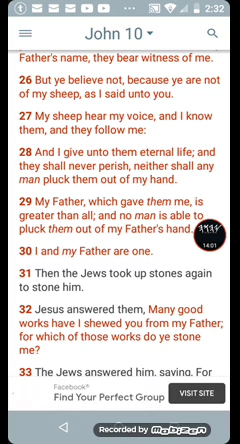 2:32
John 10
Father's name, they bear witness of me.
26 But ye believe not, because ye are not
of my sheep, as I said unto you.
27 My sheep hear my voice, and I know
them, and they follow me:
28 And I give unto them eternal life; and
they shall never perish, neither shall any
man pluck them out of my hand.
29 My Father, which gave them me, is
greater than all; and no man is able to
pluck them out of my Father's hand.
14:01
30 I and my Father are one.
31 Then the Jews took up stones again
to stone him.
32 Jesus answered them, Many good
works have I shewed you from my Father;
for which of those works do ye stone
me?
33 The Jews answered him, saying, For
Facebook®
Find Your Perfect Group
VISIT SITE
Recorded by Mobizen